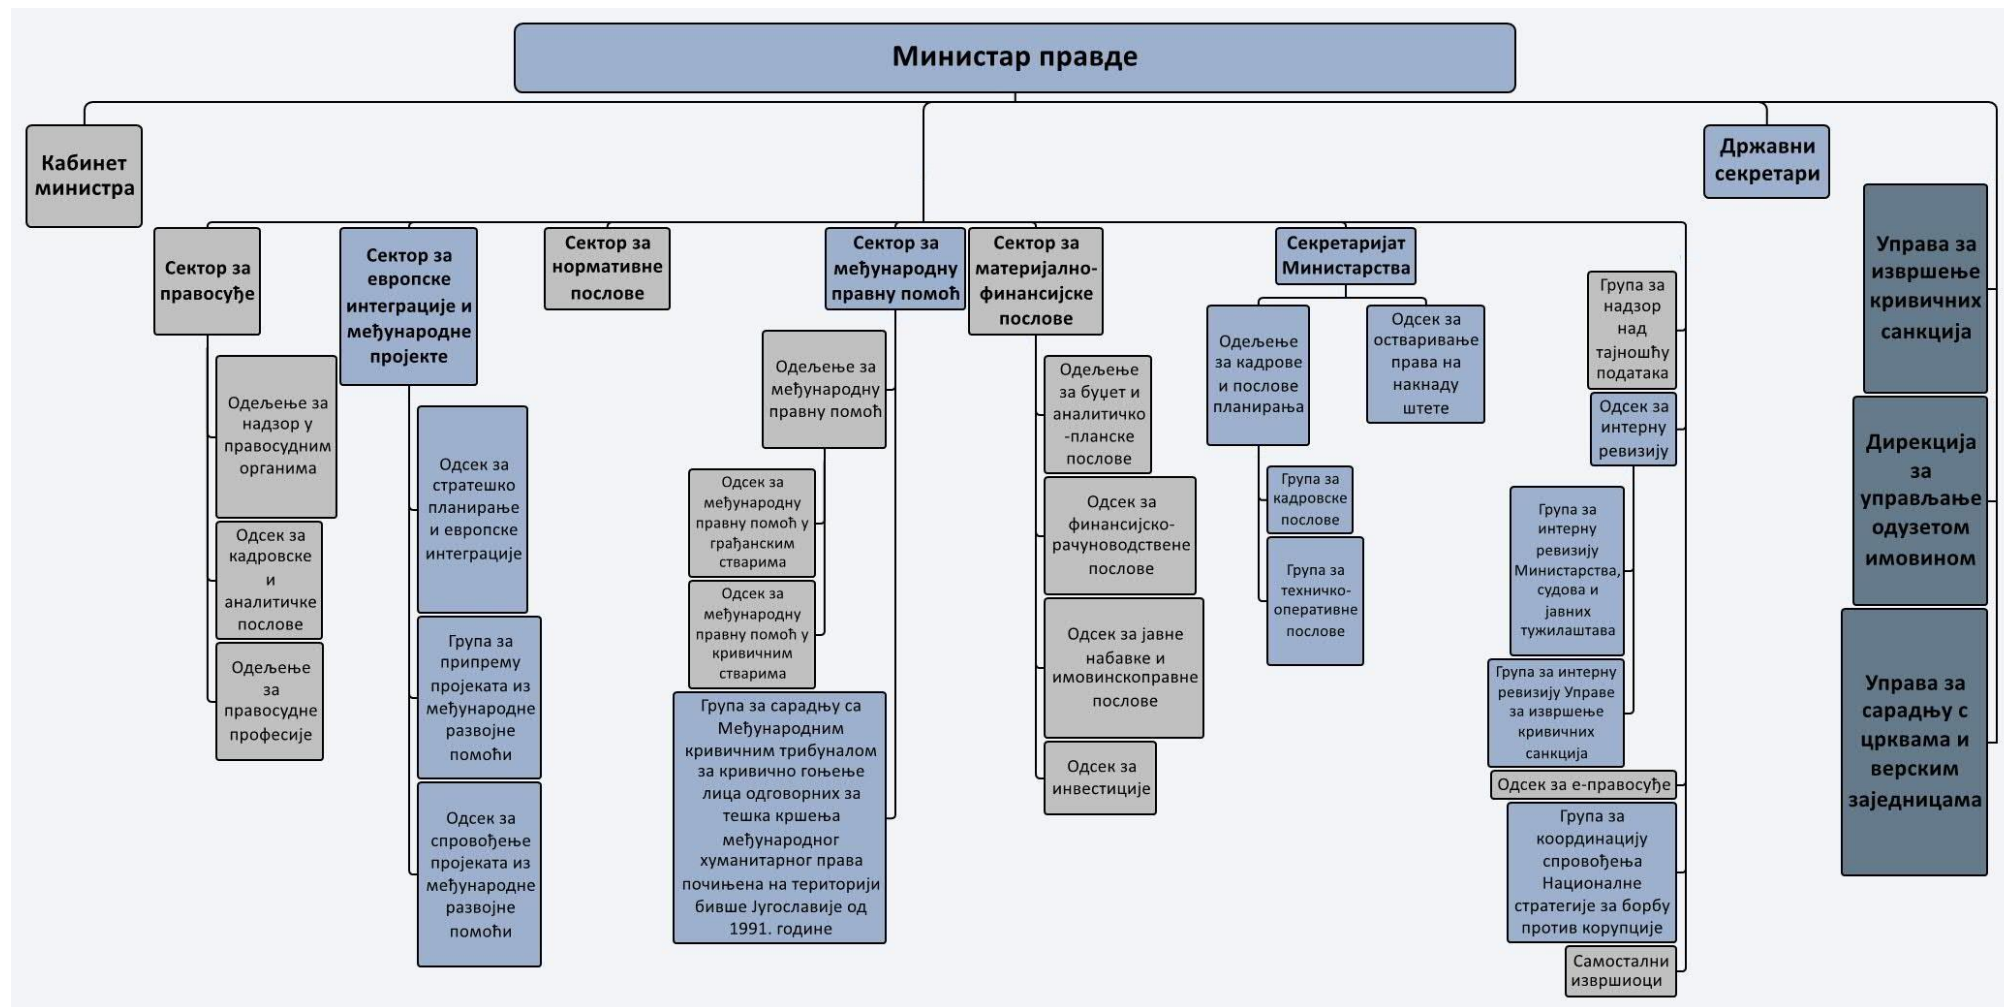 Министар правде
Кабинет
министра
Државни
секретари
Сектор за
правосуђе
Одељење за
надзор у
правосудним
органима
Одсек за
кадровске
и
аналитичке
послове
Одељење
за
правосудне
професије
Сектор за
европске
интеграције и
међународне
пројекте
Одсек за
стратешко
планирање
и европске
интеграције
Група за
припрему
пројеката из
међународне
развојне
помоћи
Одсек за
спровођење
пројеката из
међународне
развојне
помоћи
Сектор за
нормативне
послове
Сектор за
међународну
правну помоћ
Одељење за
међународну
правну помоћ
Одсек за
међународну
правну помоћ у
грађанским
стварима
Одсек за
међународну
правну помоћ у
кривичним
стварима
Група за сарадњу са
Међународним
кривичним трибуналом
за кривично гоњење
лица одговорних за
тешка кршења
међународног
хуманитарног права
почињена на територији
бивше Југославије од
1991. године
Сектор за
материјално-
финансијске
послове
Одељење
за буџет и
аналитичко
-планске
послове
Одсек за
финансијско-
рачуноводствене
послове
Одсек за јавне
набавке и
имовинскоправне
послове
Одсек за
инвестиције
Секретаријат
Министарства
Одељење
за кадрове
и послове
планирања
Група за
кадровске
послове
Група за
техничко-
оперативне
послове
Одсек за
остваривање
права на
накнаду
штете
Група за
надзор
над
тајношћу
података
Одсек за
интерну
ревизију
Група за
интерну
ревизију
Министарства,
судова и
јавних
тужилаштава
Група за интерну
ревизију Управе
за извршење
кривичних
санкција
Одсек за е-правосуђе
Група за
координацију
спровођења
Националне
стратегије за борбу
против корупције
Самостални
извршиоци
Управа за
извршење
кривичних
санкција
Дирекција
за
управљање
одузетом
имовином
Управа за
сарадњу с
црквама и
верским
заједницама